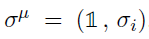 σ^μ = (𝟙, σ_i)